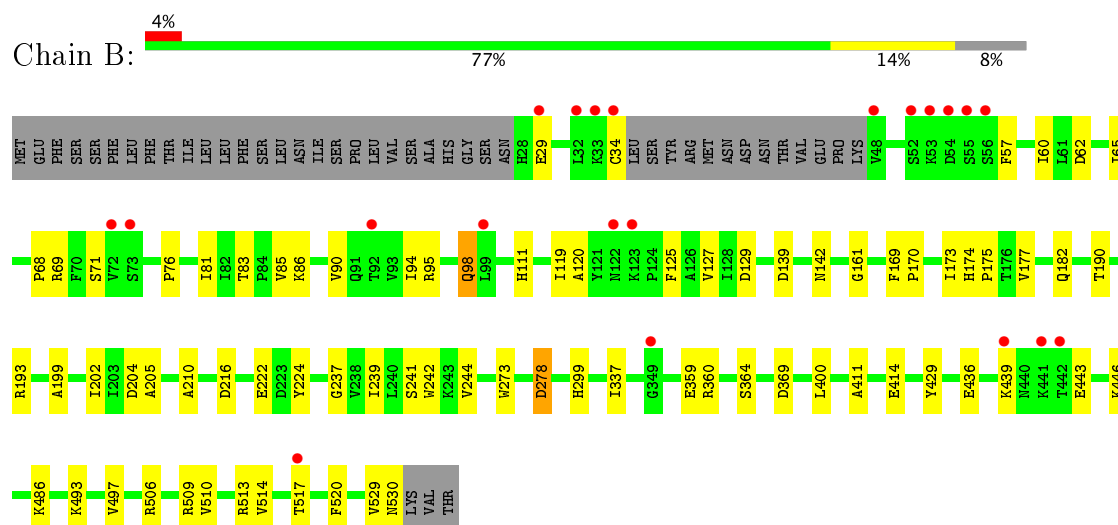 4%
Chain B:
77% 14% 8%
MET GLU PHE SER SER PHE LEU PHE THR ILE LEU LEU PHE SER LEU ASN ILE SER PRO LEU VAL SER ALA HIS GLY SER ASN H28 E29 L32 K33 C34 LEU SER TYR ARG MET ASN ASP ASN THR VAL GLU PRO LYS V48 S52 K53 D54 S55 S56 F57 I60 L61 D62 I65
P68 R69 F70 S71 V72 S73 P76 I81 I82 T83 P84 V85 K86 V90 Q91 T92 V93 I94 R95 Q98 L99 H111 I119 A120 Y121 N122 K123 P124 F125 A126 V127 I128 D129 D139 N142 G161 F169 P170 I173 H174 P175 T176 V177 Q182 T190
R193 A199 I202 I203 D204 A205 A210 D216 E222 D223 Y224 G237 V238 I239 L240 S241 W242 K243 V244 W273 D278 H299 I337 G349 E359 R360 S364 D369 L400 A411 E414 Y429 E436 K439 N440 K441 T442 E443 K446
K486 K493 V497 R506 R509 V510 R513 V514 T517 F520 V529 N530 LYS VAL THR